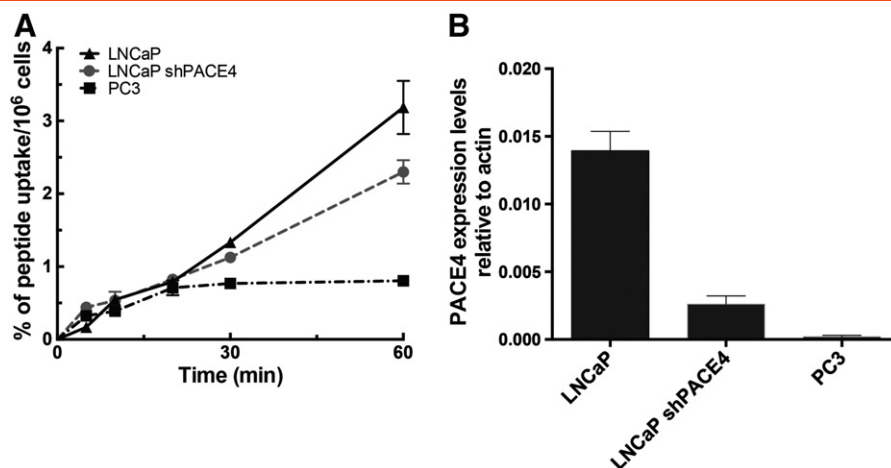 A
% of peptide uptake/10⁶ cells
4
3
2
1
0
LNCaP
LNCaP shPACE4
PC3
0
30
60
Time (min)
B
PACE4 expression levels
relative to actin
0.020
0.015
0.010
0.005
0.000
LNCaP
LNCaP shPACE4
PC3